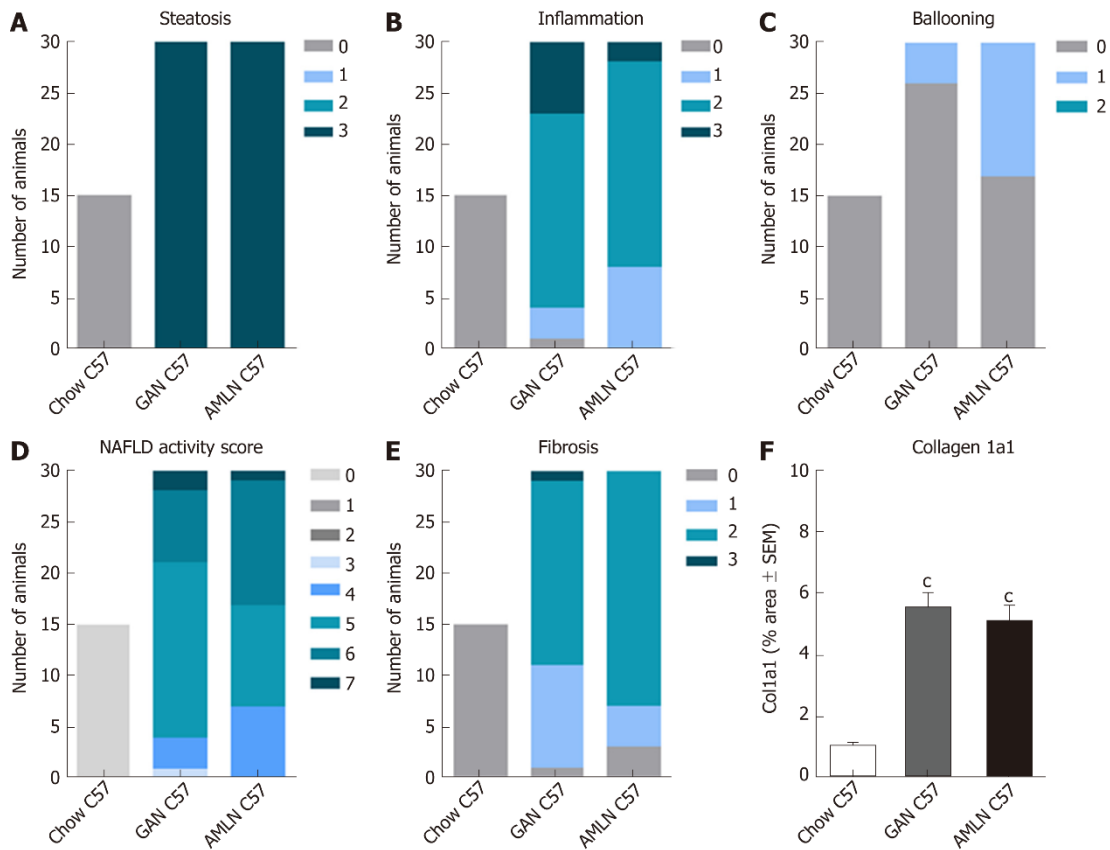 A
Steatosis
Number of animals
30
25
20
15
10
5
0
Chow C57
GAN C57
AMLN C57
0
1
2
3
B
Inflammation
Number of animals
30
25
20
15
10
5
0
Chow C57
GAN C57
AMLN C57
0
1
2
3
C
Ballooning
Number of animals
30
25
20
15
10
5
0
Chow C57
GAN C57
AMLN C57
0
1
2
D
NAFLD activity score
Number of animals
30
25
20
15
10
5
0
Chow C57
GAN C57
AMLN C57
0
1
2
3
4
5
6
7
E
Fibrosis
Number of animals
30
25
20
15
10
5
0
Chow C57
GAN C57
AMLN C57
0
1
2
3
F
Collagen 1a1
Col1a1 (% area ± SEM)
10
8
6
4
2
0
c
c
Chow C57
GAN C57
AMLN C57